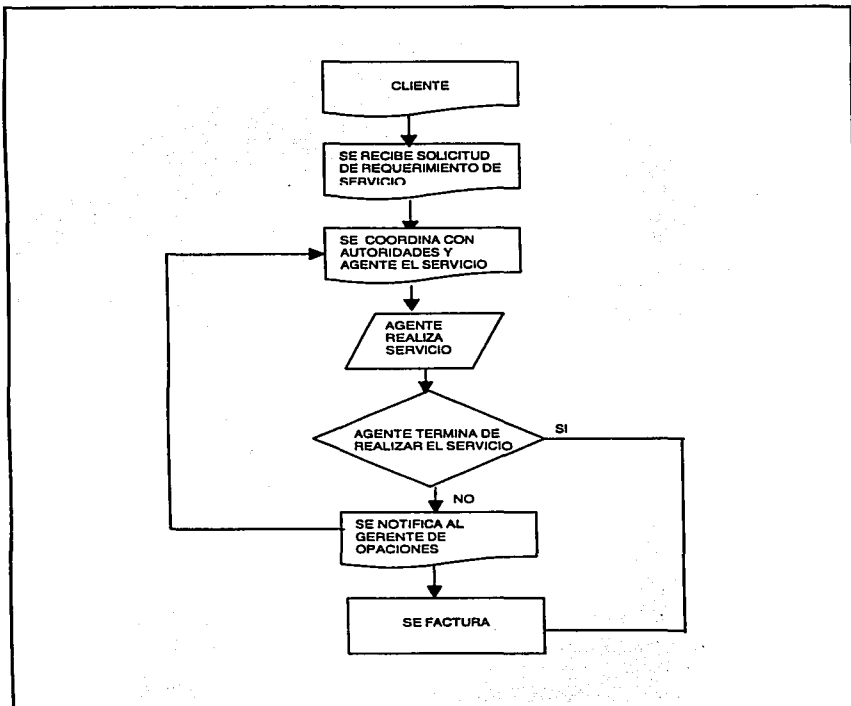 CLIENTE
SE RECIBE SOLICITUD
DE REQUERIMIENTO DE
SERVICIO
SE COORDINA CON
AUTORIDADES Y
AGENTE EL SERVICIO
AGENTE
REALIZA
SERVICIO
AGENTE TERMINA DE
REALIZAR EL SERVICIO
SI
NO
SE NOTIFICA AL
GERENTE DE
OPACIONES
SE FACTURA